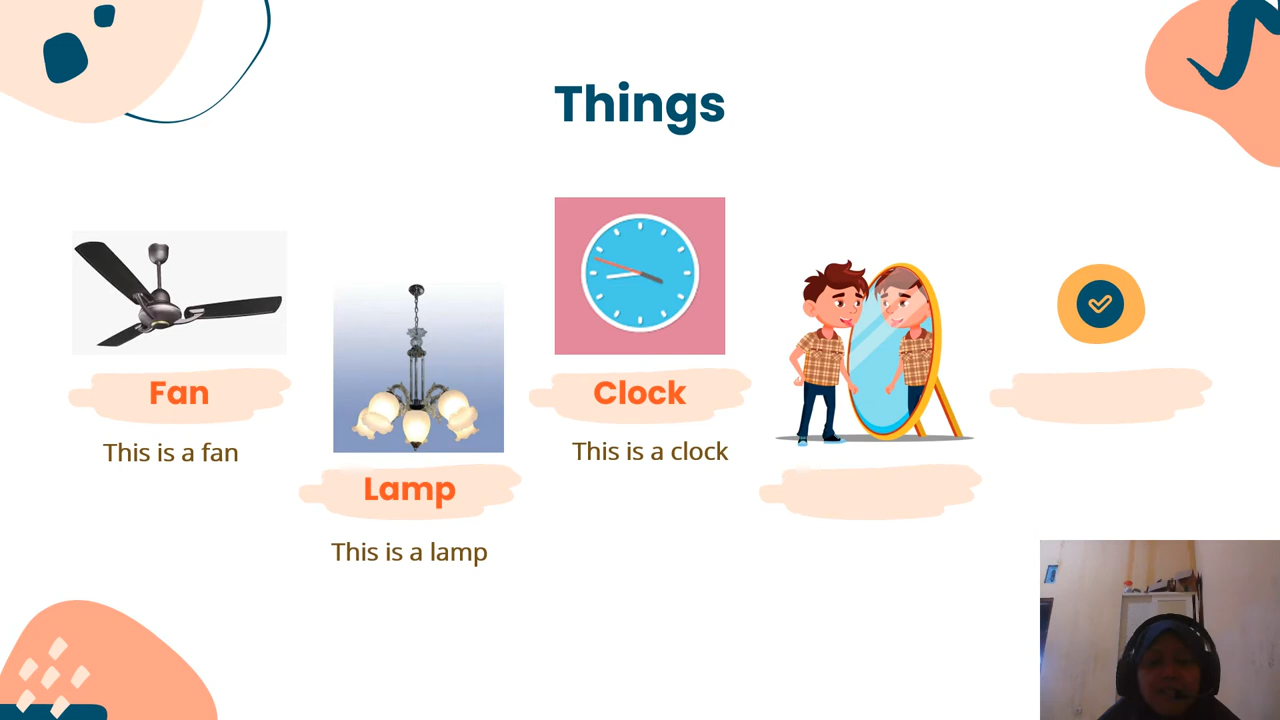 Things
Fan
This is a fan
Lamp
This is a lamp
Clock
This is a clock